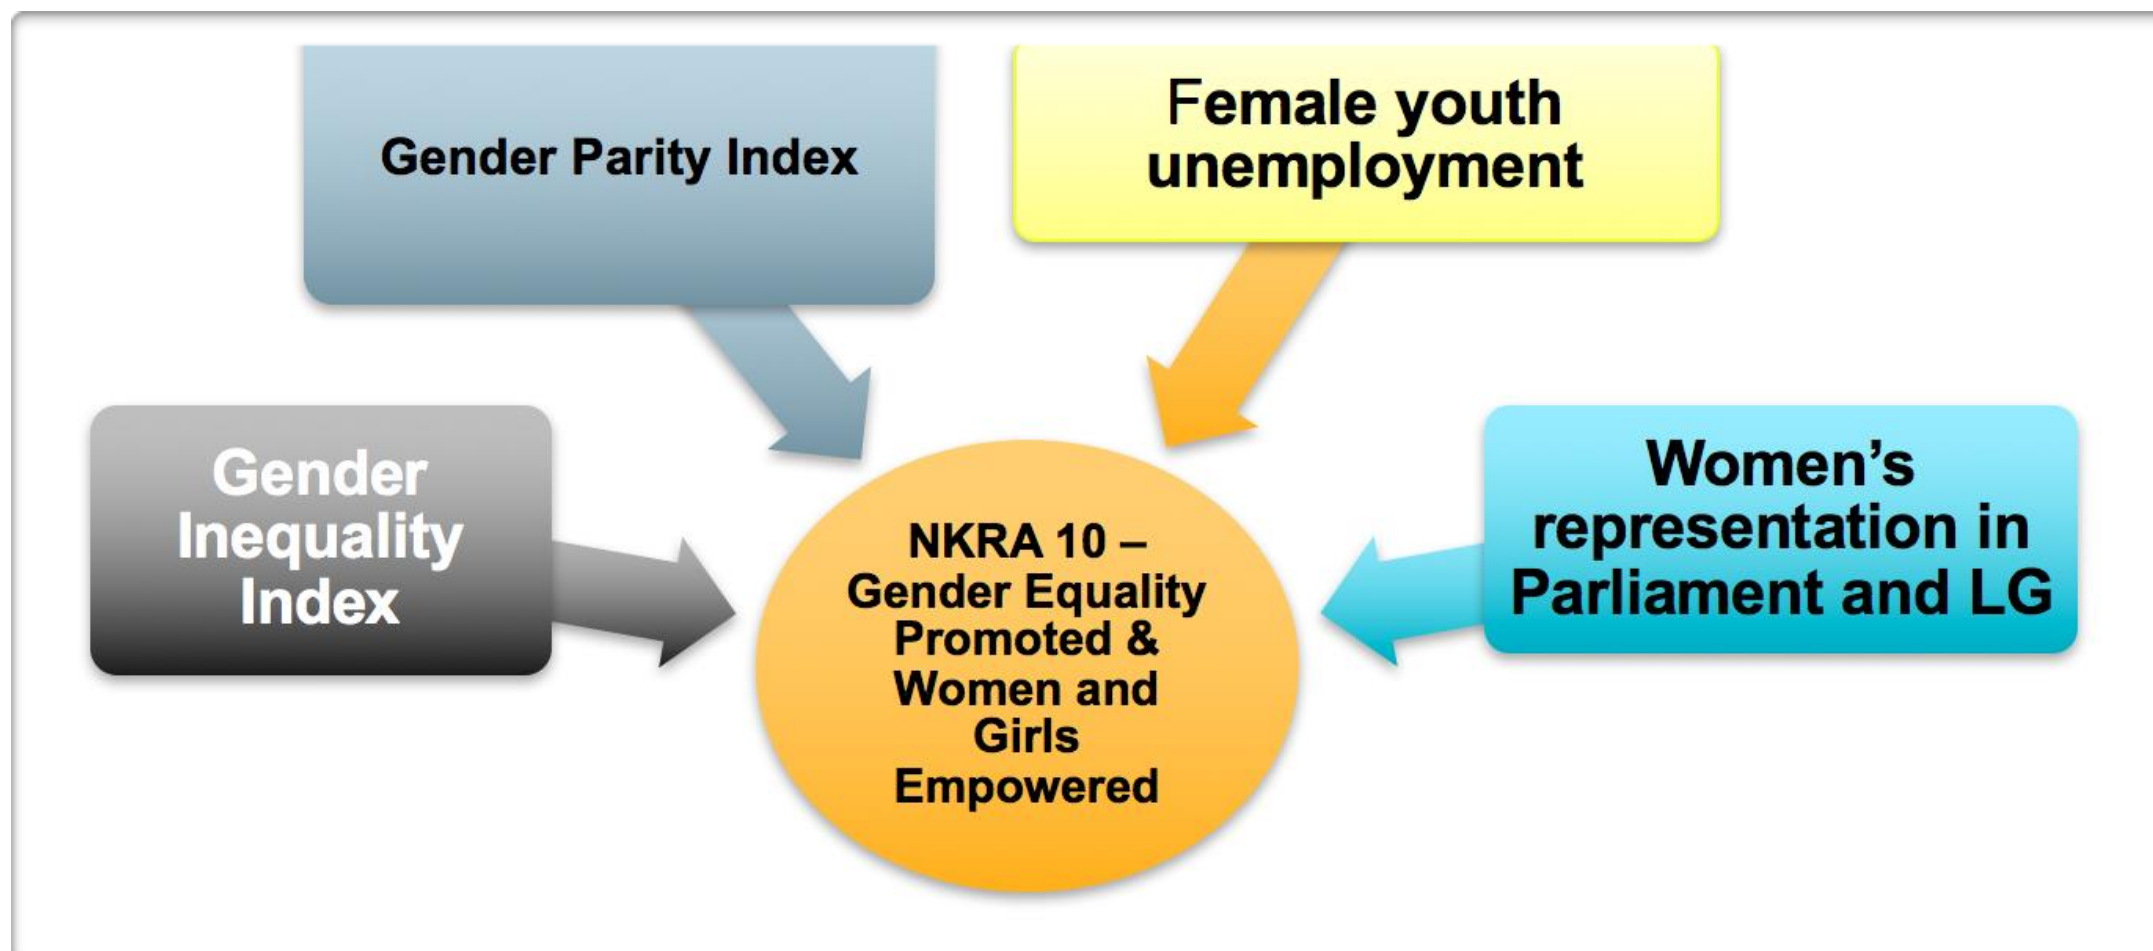 Gender Parity Index
Female youth
unemployment
Gender
Inequality
Index
NKRA 10 –
Gender Equality
Promoted &
Women and
Girls
Empowered
Women’s
representation in
Parliament and LG